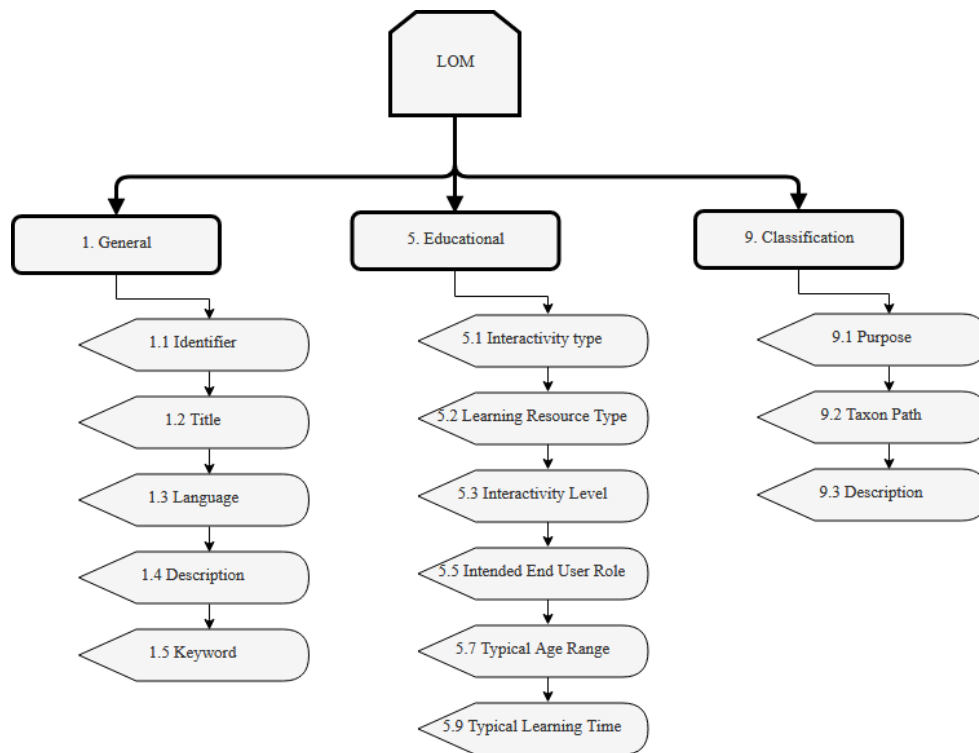 LOM
1. General
5. Educational
9. Classification
1.1 Identifier
1.2 Title
1.3 Language
1.4 Description
1.5 Keyword
5.1 Interactivity type
5.2 Learning Resource Type
5.3 Interactivity Level
5.5 Intended End User Role
5.7 Typical Age Range
5.9 Typical Learning Time
9.1 Purpose
9.2 Taxon Path
9.3 Description